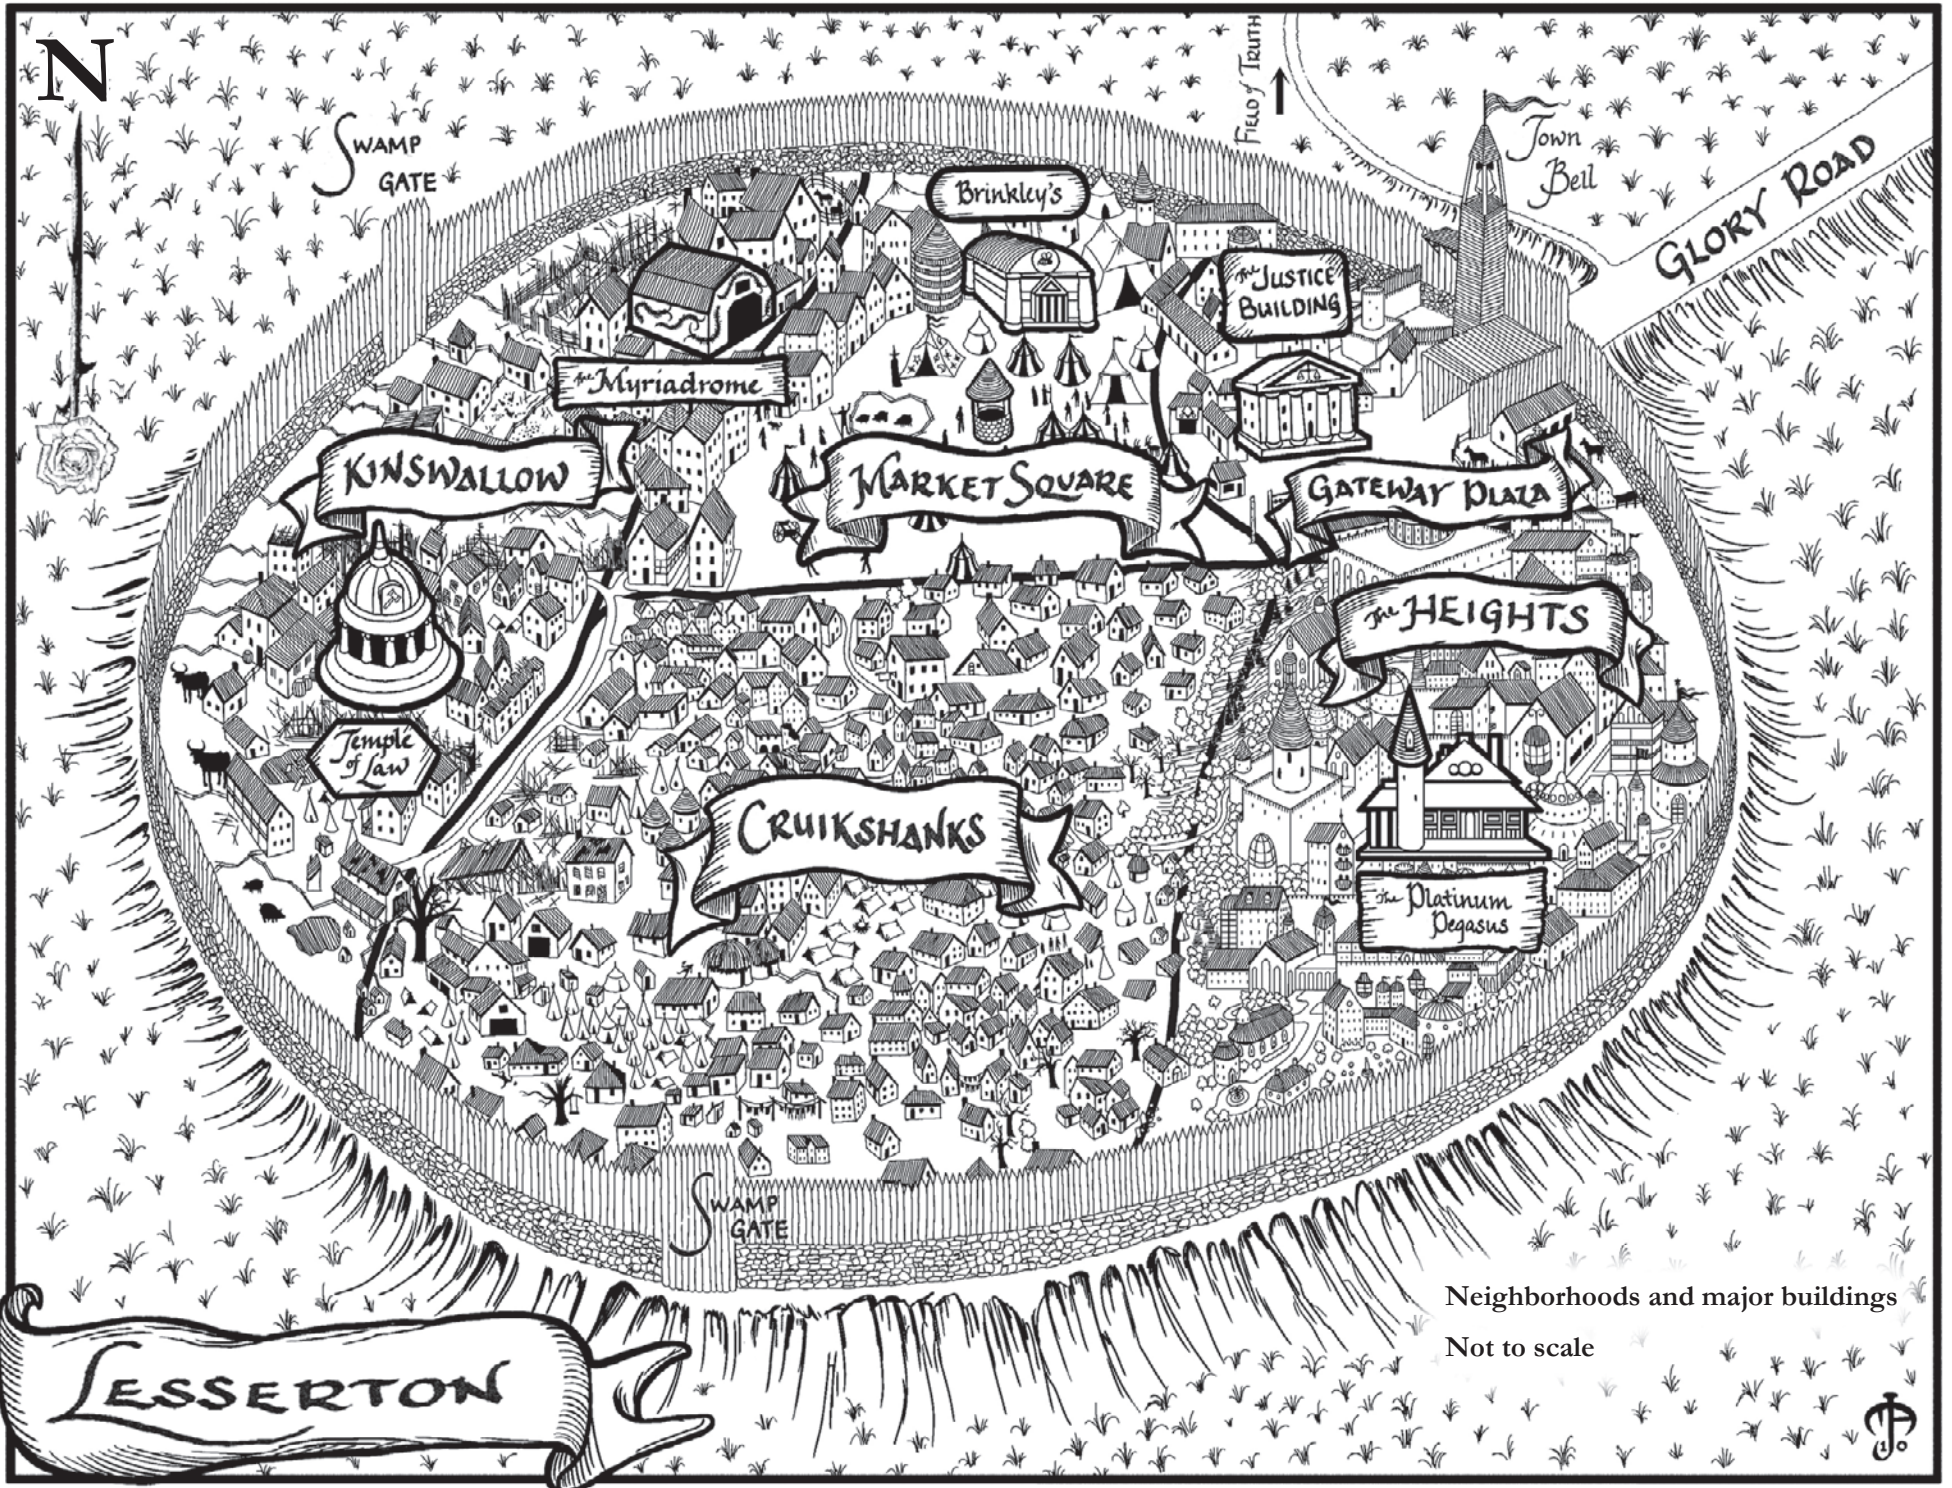 N
SWAMP
GATE
FIELD of TRUTH
Town
Bell
GLORY ROAD
Brinkley's
The JUSTICE
BUILDING
The Myriadrome
KINSWALLOW
MARKET SQUARE
GATEWAY PLAZA
The HEIGHTS
Temple
of Law
CRUIKSHANKS
The Platinum
Pegasus
SWAMP
GATE
Neighborhoods and major buildings
Not to scale
LESSERTON
10